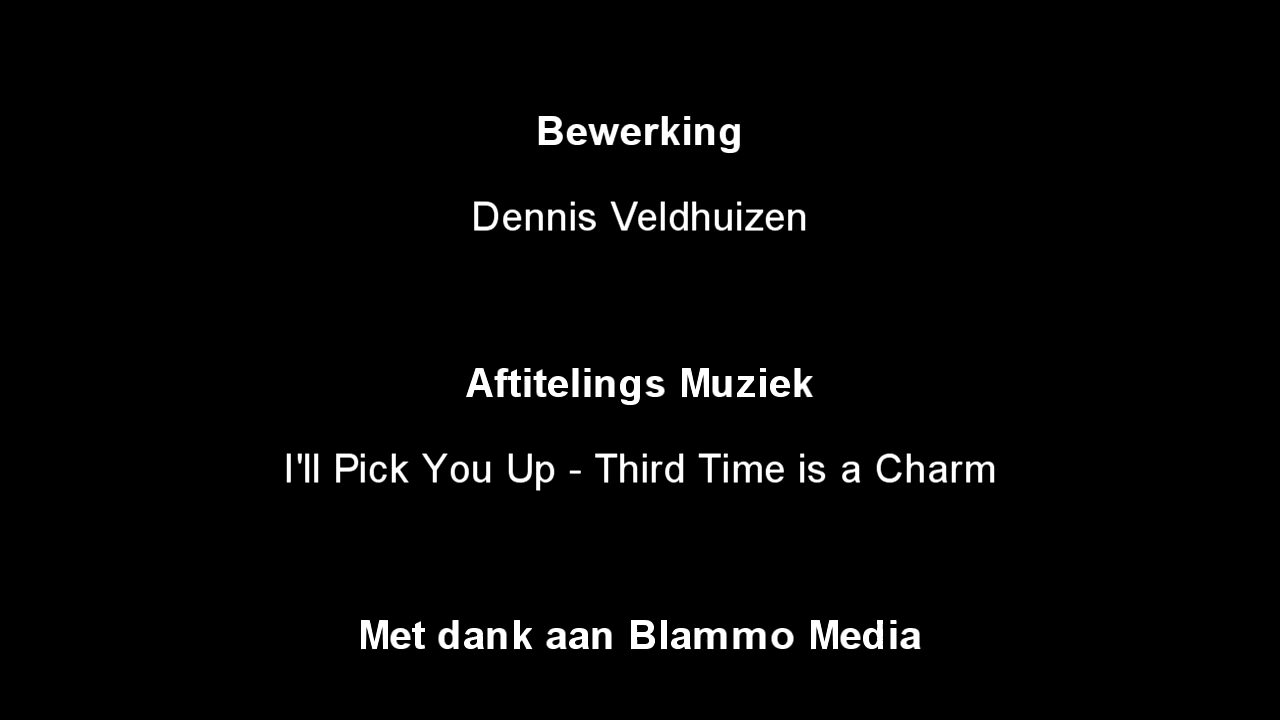 Bewerking
Dennis Veldhuizen
Aftitelings Muziek
I'll Pick You Up - Third Time is a Charm
Met dank aan Blammo Media